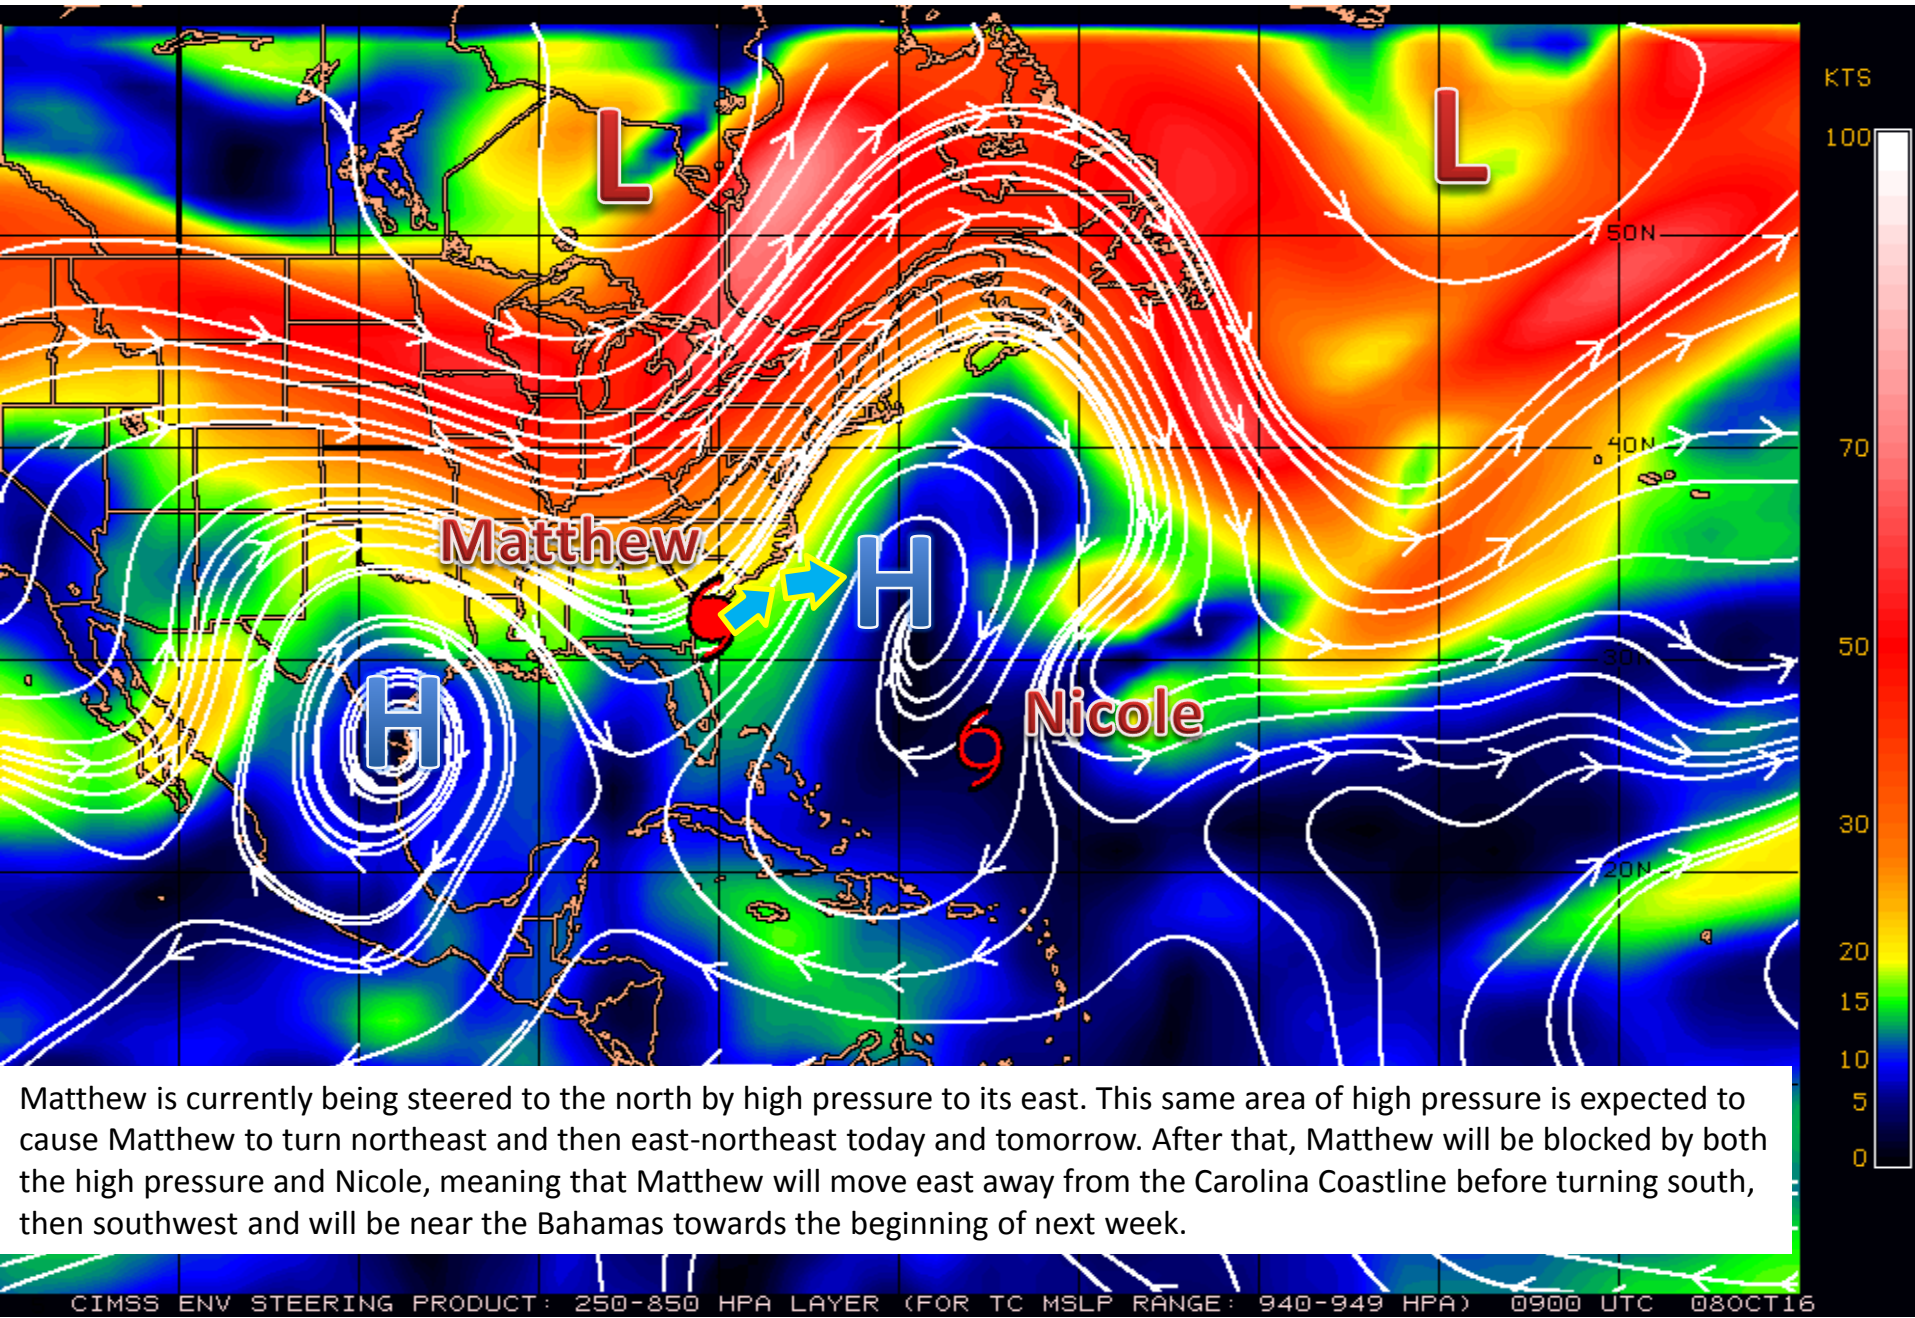 KTS
100
L
L
50N
40N
70
Matthew
H
50
30N
H
Nicole
30
20N
20
15
10
5
0
Matthew is currently being steered to the north by high pressure to its east. This same area of high pressure is expected to
cause Matthew to turn northeast and then east-northeast today and tomorrow. After that, Matthew will be blocked by both
the high pressure and Nicole, meaning that Matthew will move east away from the Carolina Coastline before turning south,
then southwest and will be near the Bahamas towards the beginning of next week.
CIMSS ENV STEERING PRODUCT: 250-850 HPA LAYER (FOR TC MSLP RANGE: 940-949 HPA) 0900 UTC 08OCT16